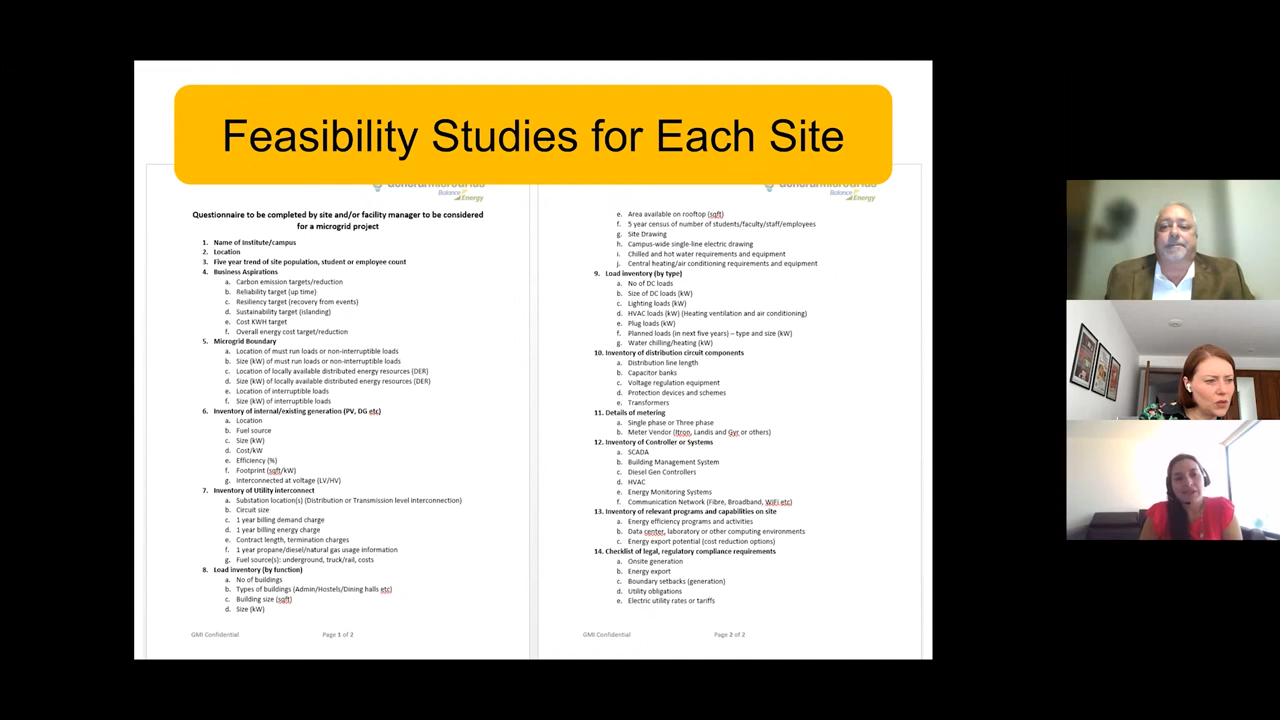 Feasibility Studies for Each Site
Balance
Energy
Questionnaire to be completed by site and/or facility manager to be considered
for a microgrid project
1. Name of Institute/campus
2. Location
3. Five year trend of site population, student or employee count
4. Business Aspirations
a. Carbon emission targets/reduction
b. Reliability target (up time)
c. Resiliency target (recovery from events)
d. Sustainability target (islanding)
e. Cost KWH target
f. Overall energy cost target/reduction
5. Microgrid Boundary
a. Location of must run loads or non-interruptible loads
b. Size (kW) of must run loads or non-interruptible loads
c. Location of locally available distributed energy resources (DER)
d. Size (kW) of locally available distributed energy resources (DER)
e. Location of interruptible loads
f. Size (kW) of interruptible loads
6. Inventory of internal/existing generation (PV, DG etc)
a. Location
b. Fuel source
c. Size (kW)
d. Cost/kW
e. Efficiency (%)
f. Footprint (sqft/kW)
g. Interconnected at voltage (LV/HV)
7. Inventory of Utility interconnect
a. Substation location(s) (Distribution or Transmission level interconnection)
b. Circuit size
c. 1 year billing demand charge
d. 1 year billing energy charge
e. Contract length, termination charges
f. 1 year propane/diesel/natural gas usage information
g. Fuel source(s): underground, truck/rail, costs
8. Load inventory (by function)
a. No of buildings
b. Types of buildings (Admin/Hostels/Dining halls etc)
c. Building size (sqft)
d. Size (kW)
GMI Confidential
Page 1 of 2
Balance
Energy
e. Area available on rooftop (sqft)
f. 5 year census of number of students/faculty/staff/employees
g. Site Drawing
h. Campus-wide single-line electric drawing
i. Chilled and hot water requirements and equipment
j. Central heating/air conditioning requirements and equipment
9. Load inventory (by type)
a. No of DC loads
b. Size of DC loads (kW)
c. Lighting loads (kW)
d. HVAC loads (kW) (Heating ventilation and air conditioning)
e. Plug loads (kW)
f. Planned loads (in next five years) – type and size (kW)
g. Water chilling/heating (kW)
10. Inventory of distribution circuit components
a. Distribution line length
b. Capacitor banks
c. Voltage regulation equipment
d. Protection devices and schemes
e. Transformers
11. Details of metering
a. Single phase or Three phase
b. Meter Vendor (Itron, Landis and Gyr or others)
12. Inventory of Controller or Systems
a. SCADA
b. Building Management System
c. Diesel Gen Controllers
d. HVAC
e. Energy Monitoring Systems
f. Communication Network (Fibre, Broadband, WiFi etc)
13. Inventory of relevant programs and capabilities on site
a. Energy efficiency programs and activities
b. Data center, laboratory or other computing environments
c. Energy export potential (cost reduction options)
14. Checklist of legal, regulatory compliance requirements
a. Onsite generation
b. Energy export
c. Boundary setbacks (generation)
d. Utility obligations
e. Electric utility rates or tariffs
GMI Confidential
Page 2 of 2